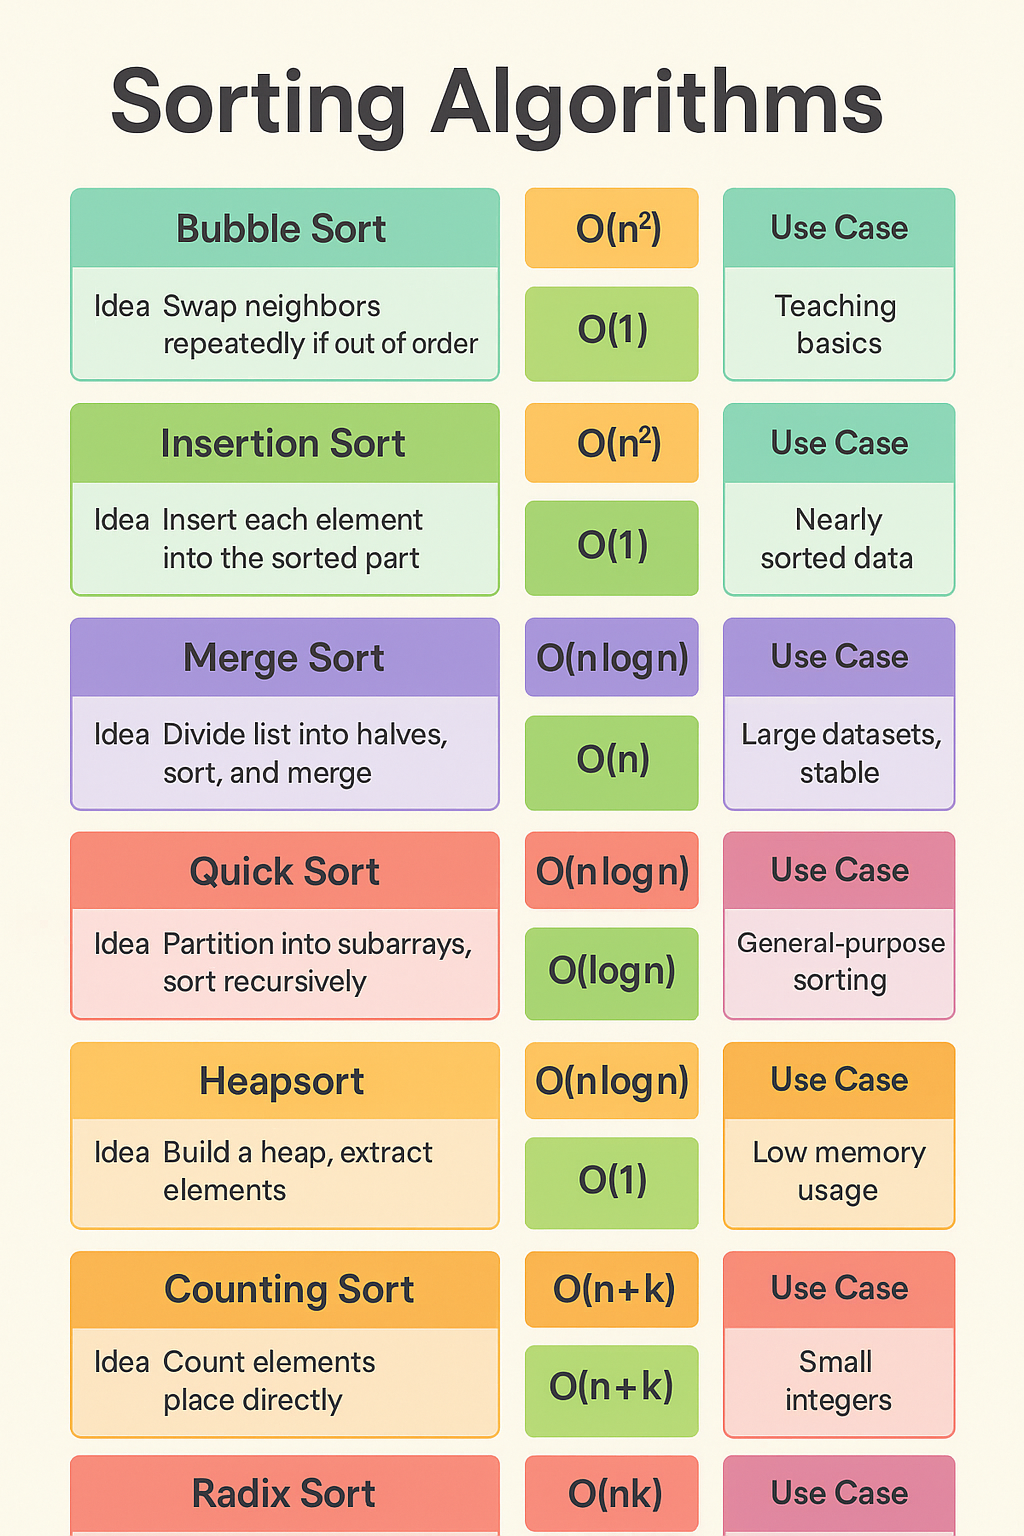 Sorting Algorithms
Bubble Sort
Idea Swap neighbors
repeatedly if out of order
O(n²)
O(1)
Use Case
Teaching
basics
Insertion Sort
Idea Insert each element
into the sorted part
O(n²)
O(1)
Use Case
Nearly
sorted data
Merge Sort
Idea Divide list into halves,
sort, and merge
O(n log n)
O(n)
Use Case
Large datasets,
stable
Quick Sort
Idea Partition into subarrays,
sort recursively
O(n log n)
O(logn)
Use Case
General-purpose
sorting
Heapsort
Idea Build a heap, extract
elements
O(n log n)
O(1)
Use Case
Low memory
usage
Counting Sort
Idea Count elements
place directly
O(n+k)
O(n+k)
Use Case
Small
integers
Radix Sort
O(nk)
Use Case